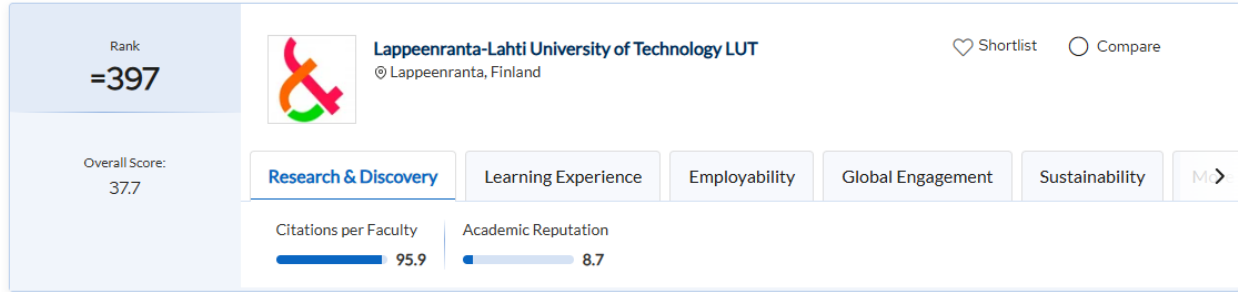 Rank
=397
Overall Score:
37.7
Lappeenranta-Lahti University of Technology LUT
Lappeenranta, Finland
Shortlist
Compare
Research & Discovery
Learning Experience
Employability
Global Engagement
Sustainability
Citations per Faculty
95.9
Academic Reputation
8.7